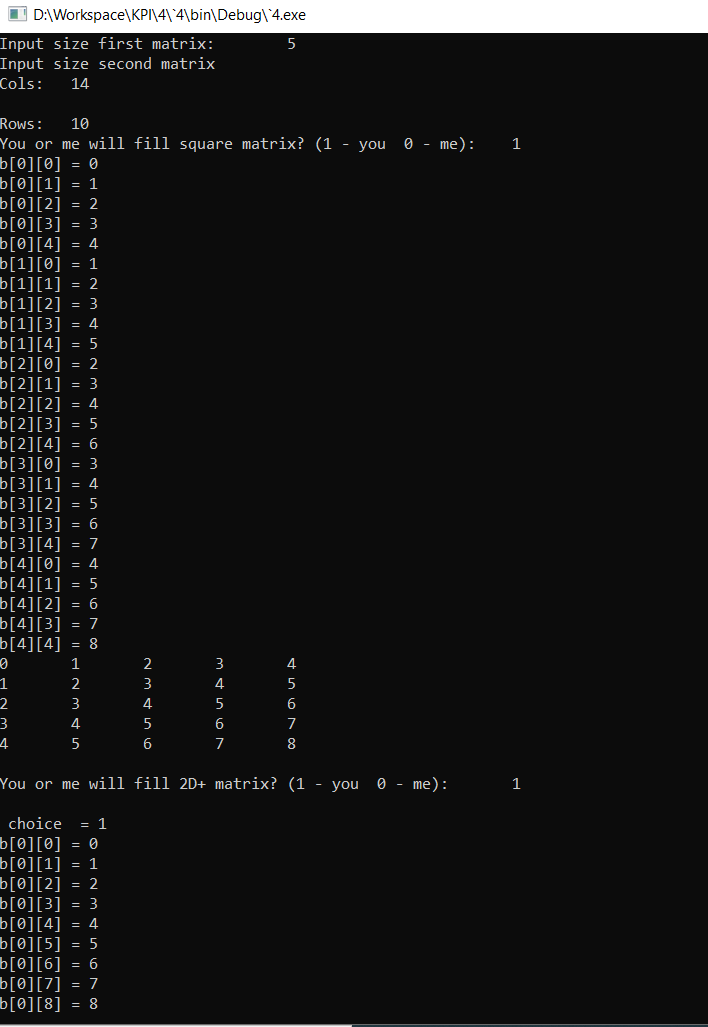 D:\Workspace\KPI\4\`4\bin\Debug\`4.exe
Input size first matrix:        5
Input size second matrix
Cols:   14
Rows:   10
You or me will fill square matrix? (1 - you  0 - me):    1
b[0][0] = 0
b[0][1] = 1
b[0][2] = 2
b[0][3] = 3
b[0][4] = 4
b[1][0] = 1
b[1][1] = 2
b[1][2] = 3
b[1][3] = 4
b[1][4] = 5
b[2][0] = 2
b[2][1] = 3
b[2][2] = 4
b[2][3] = 5
b[2][4] = 6
b[3][0] = 3
b[3][1] = 4
b[3][2] = 5
b[3][3] = 6
b[3][4] = 7
b[4][0] = 4
b[4][1] = 5
b[4][2] = 6
b[4][3] = 7
b[4][4] = 8
0       1       2       3       4
1       2       3       4       5
2       3       4       5       6
3       4       5       6       7
4       5       6       7       8
You or me will fill 2D+ matrix? (1 - you  0 - me):       1
 choice  = 1
b[0][0] = 0
b[0][1] = 1
b[0][2] = 2
b[0][3] = 3
b[0][4] = 4
b[0][5] = 5
b[0][6] = 6
b[0][7] = 7
b[0][8] = 8